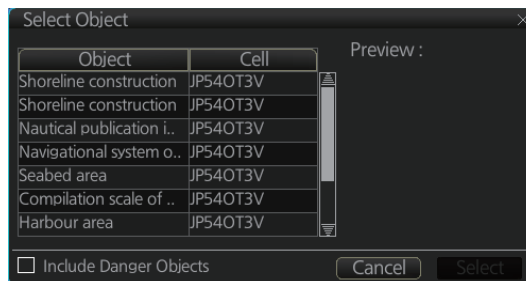 Select Object
Object Cell Preview :
Shoreline construction JP54OT3V
Shoreline construction JP54OT3V
Nautical publication i.. JP54OT3V
Navigational system o.. JP54OT3V
Seabed area JP54OT3V
Compilation scale of .. JP54OT3V
Harbour area JP54OT3V
Include Danger Objects Cancel Select